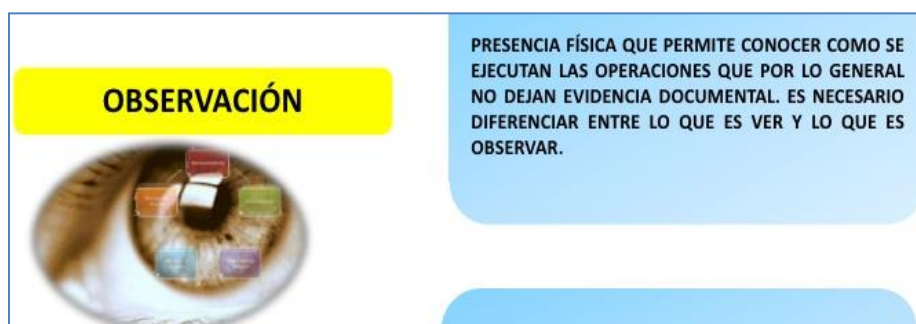 OBSERVACIÓN
PRESENCIA FÍSICA QUE PERMITE CONOCER COMO SE
EJECUTAN LAS OPERACIONES QUE POR LO GENERAL
NO DEJAN EVIDENCIA DOCUMENTAL. ES NECESARIO
DIFERENCIAR ENTRE LO QUE ES VER Y LO QUE ES
OBSERVAR.